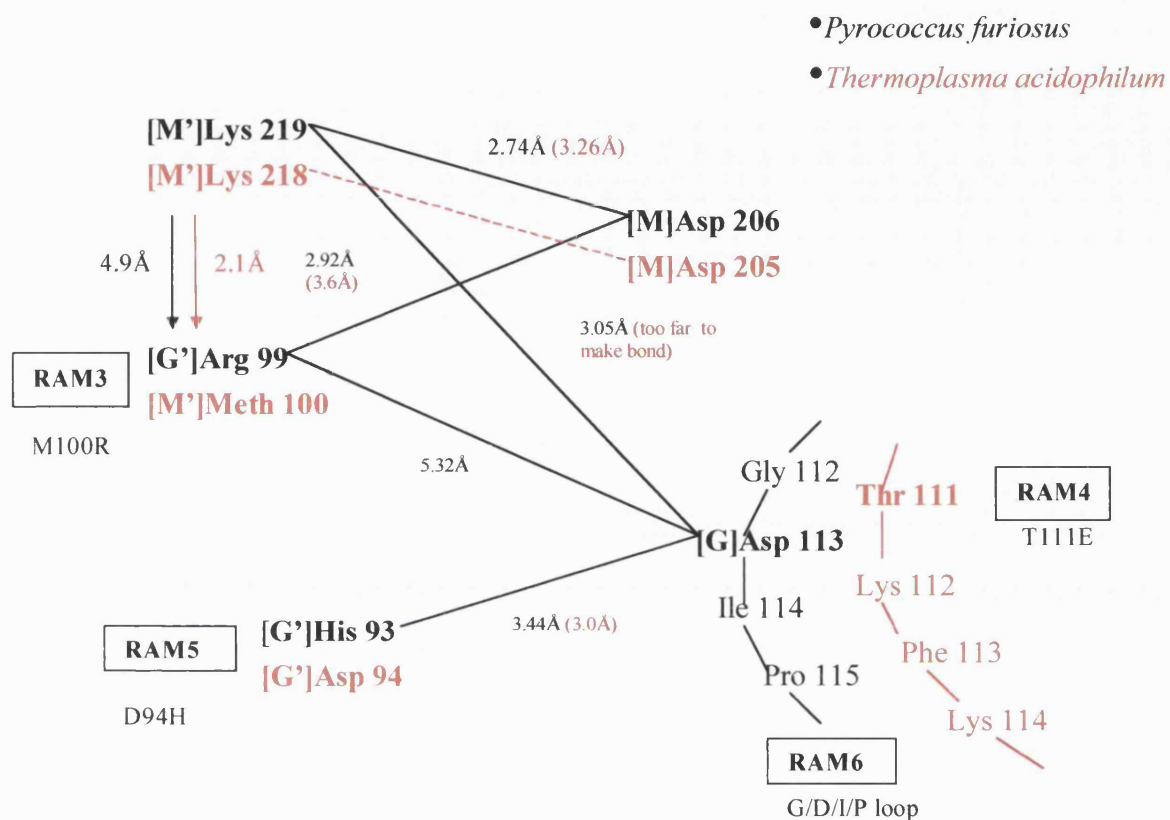 •Pyrococcus furiosus
•Thermoplasma acidophilum
[M’]Lys 219
[M’]Lys 218
2.74Å (3.26Å)
[M]Asp 206
[M]Asp 205
4.9Å
2.1Å
2.92Å
(3.6Å)
3.05Å (too far to
make bond)
RAM3
M100R
[G’]Arg 99
[M’]Meth 100
5.32Å
Gly 112
Thr 111
RAM4
T111E
[G]Asp 113
Lys 112
Ile 114
3.44Å (3.0Å)
RAM5
D94H
[G’]His 93
[G’]Asp 94
Phe 113
Pro 115
Lys 114
RAM6
G/D/I/P loop